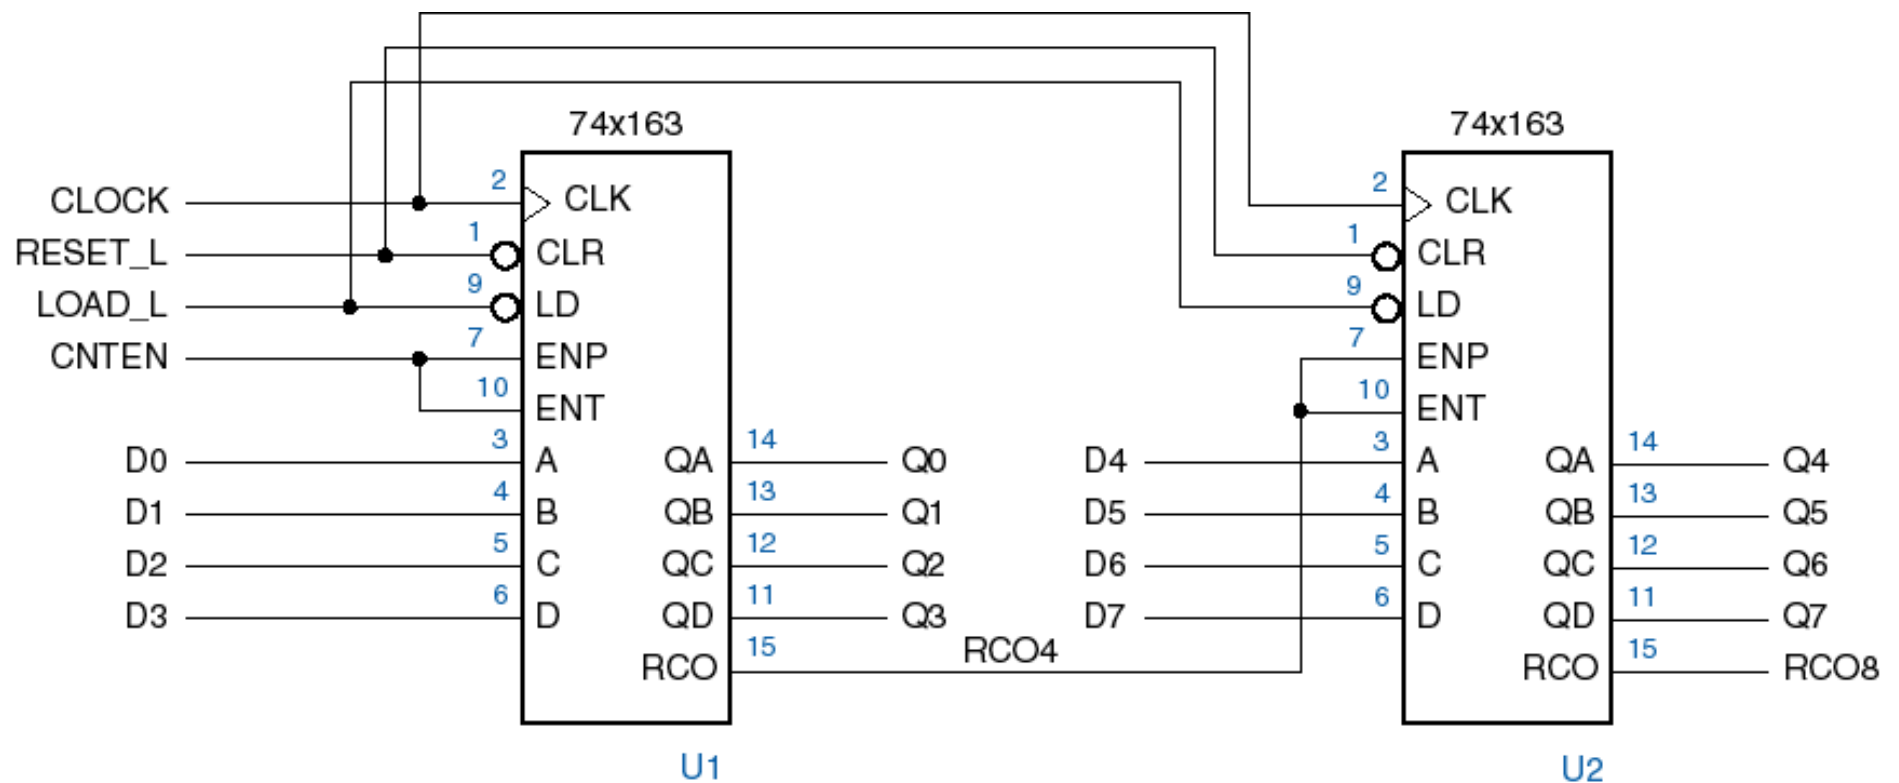 74x163
74x163
CLOCK 2 CLK 2 CLK
RESET_L 1 CLR 1 CLR
LOAD_L 9 LD 9 LD
CNTEN 7 ENP 7 ENP
10 ENT 10 ENT
D0 3 A QA 14 Q0 D4 3 A QA 14 Q4
D1 4 B QB 13 Q1 D5 4 B QB 13 Q5
D2 5 C QC 12 Q2 D6 5 C QC 12 Q6
D3 6 D QD 11 Q3 D7 6 D QD 11 Q7
RCO 15 RCO4 RCO 15 RCO8
U1 U2